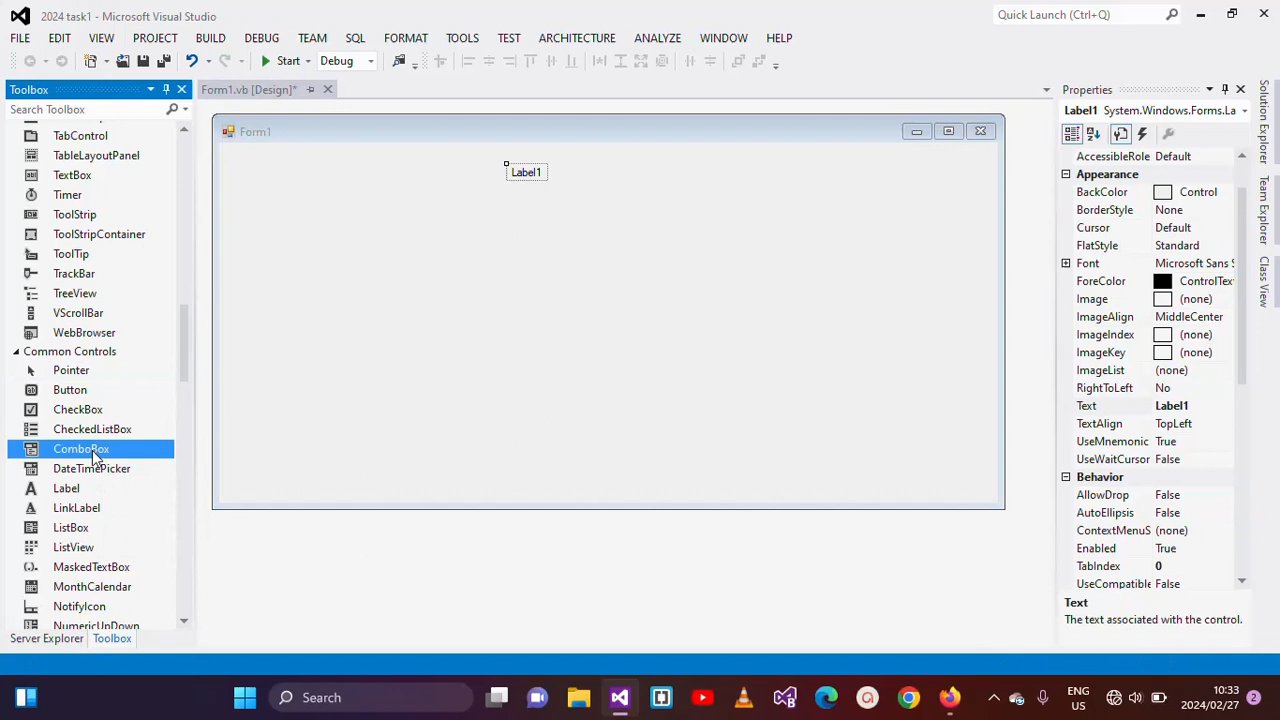 2024 task1 - Microsoft Visual Studio
Quick Launch (Ctrl+Q)
FILE EDIT VIEW PROJECT BUILD DEBUG TEAM SQL FORMAT TOOLS TEST ARCHITECTURE ANALYZE WINDOW HELP
Start Debug
Toolbox
Search Toolbox
TabControl
TableLayoutPanel
TextBox
Timer
ToolStrip
ToolStripContainer
ToolTip
TrackBar
TreeView
VScrollBar
WebBrowser
Common Controls
Pointer
Button
CheckBox
CheckedListBox
ComboBox
DateTimePicker
Label
LinkLabel
ListBox
ListView
MaskedTextBox
MonthCalendar
NotifyIcon
NumericUpDown
Server Explorer Toolbox
Form1.vb [Design]*
Form1
Label1
Properties
Label1 System.Windows.Forms.La
AccessibleRole Default
Appearance
BackColor Control
BorderStyle None
Cursor Default
FlatStyle Standard
Font Microsoft Sans S
ForeColor ControlTex
Image (none)
ImageAlign MiddleCenter
ImageIndex (none)
ImageKey (none)
ImageList (none)
RightToLeft No
Text Label1
TextAlign TopLeft
UseMnemonic True
UseWaitCursor False
Behavior
AllowDrop False
AutoEllipsis False
ContextMenuS (none)
Enabled True
TabIndex 0
UseCompatible False
Text
The text associated with the control.
Solution Explorer
Team Explorer
Class View
Search
ENG
US
10:33
2024/02/27
2